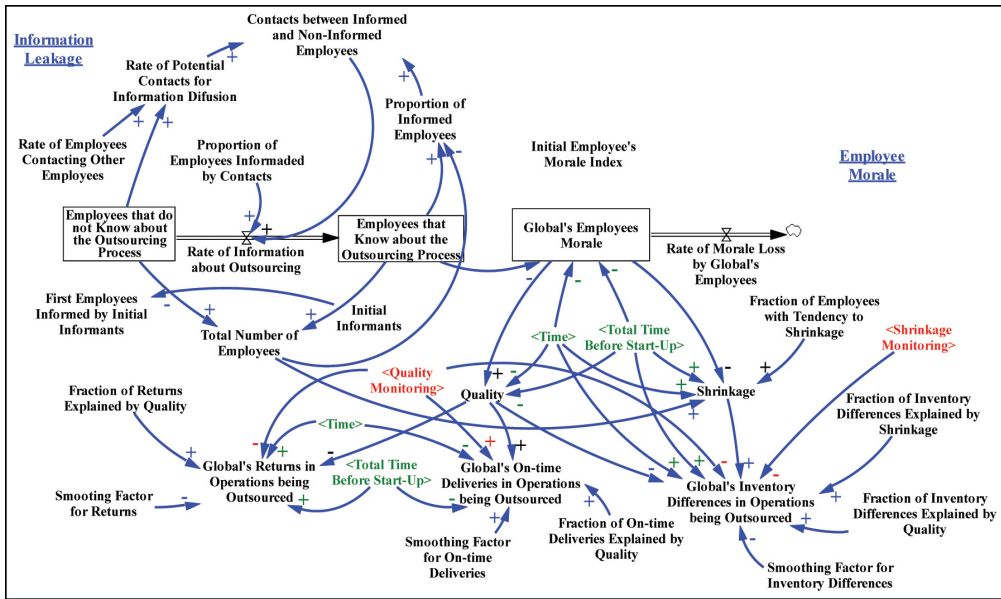 Information
Leakage
Contacts between Informed
and Non-Informed
Employees
Rate of Potential
Contacts for
Information Difusion
Proportion of
Informed
Employees
Rate of Employees
Contacting Other
Employees
Proportion of
Employees Informaded
by Contacts
Initial Employee's
Morale Index
Employee
Morale
Employees that do
not Know about
the Outsourcing
Process
Rate of Information
about Outsourcing
Employees that
Know about the
Outsourcing Process
Global's Employees
Morale
Rate of Morale Loss
by Global's
Employees
First Employees
Informed by Initial
Informants
Initial
Informants
Total Number of
Employees
<Time>
<Total Time
Before Start-Up>
Fraction of Employees
with Tendency to
Shrinkage
<Shrinkage
Monitoring>
Fraction of Returns
Explained by Quality
<Quality
Monitoring>
Quality
Shrinkage
Fraction of Inventory
Differences Explained by
Shrinkage
<Time>
Global's Returns in
Operations being
Outsourced
<Total Time
Before Start-Up>
Global's On-time
Deliveries in Operations
being Outsourced
Global's Inventory
Differences in Operations
being Outsourced
Smooting Factor
for Returns
Smoothing Factor
for On-time
Deliveries
Fraction of On-time
Deliveries Explained by
Quality
Fraction of Inventory
Differences Explained by
Quality
Smoothing Factor for
Inventory Differences